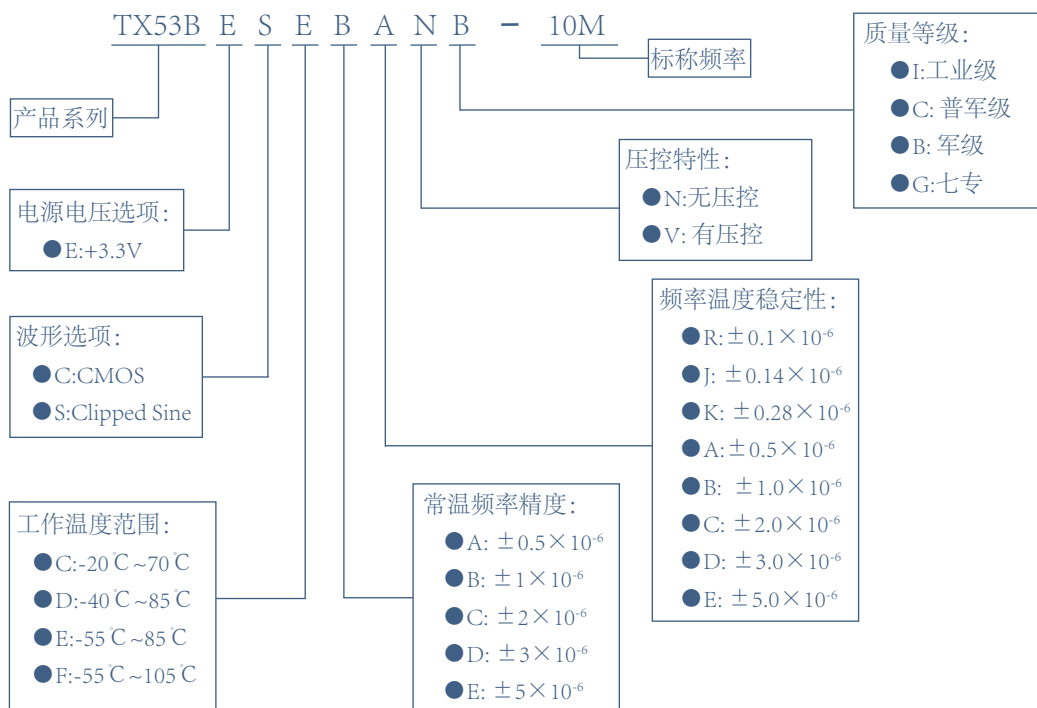 TX53B E S E B A N B - 10M
标称频率
产品系列
质量等级:
●I:工业级
●C: 普军级
●B: 军级
●G:七专
压控特性:
●N:无压控
●V: 有压控
电源电压选项:
●E:+3.3V
频率温度稳定性:
●R:±0.1×10⁻⁶
●J: ±0.14×10⁻⁶
●K: ±0.28×10⁻⁶
●A:±0.5×10⁻⁶
●B: ±1.0×10⁻⁶
●C: ±2.0×10⁻⁶
●D: ±3.0×10⁻⁶
●E: ±5.0×10⁻⁶
波形选项:
●C:CMOS
●S:Clipped Sine
工作温度范围:
●C:-20℃~70℃
●D:-40℃~85℃
●E:-55℃~85℃
●F:-55℃~105℃
常温频率精度:
●A: ±0.5×10⁻⁶
●B: ±1×10⁻⁶
●C: ±2×10⁻⁶
●D: ±3×10⁻⁶
●E: ±5×10⁻⁶